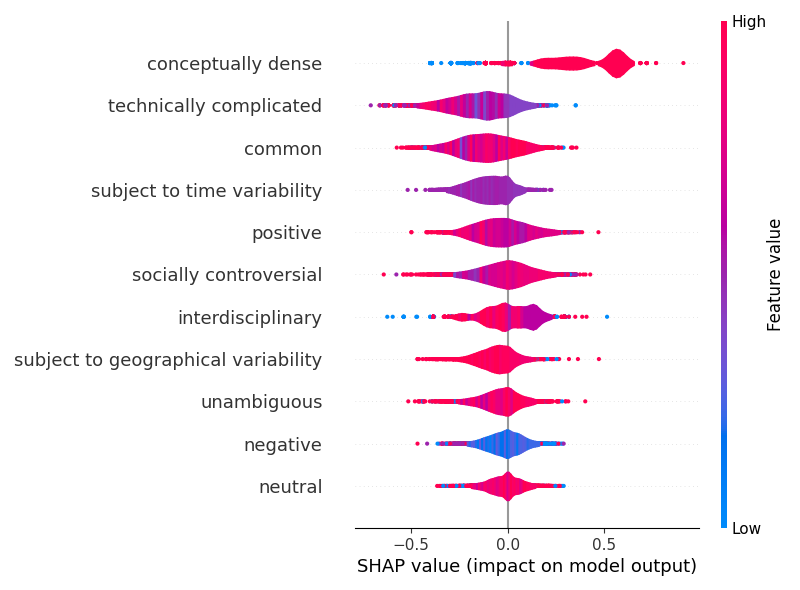 High
conceptually dense
technically complicated
common
subject to time variability
positive
socially controversial
interdisciplinary
subject to geographical variability
unambiguous
negative
neutral
Feature value
Low
−0.5
0.0
0.5
SHAP value (impact on model output)